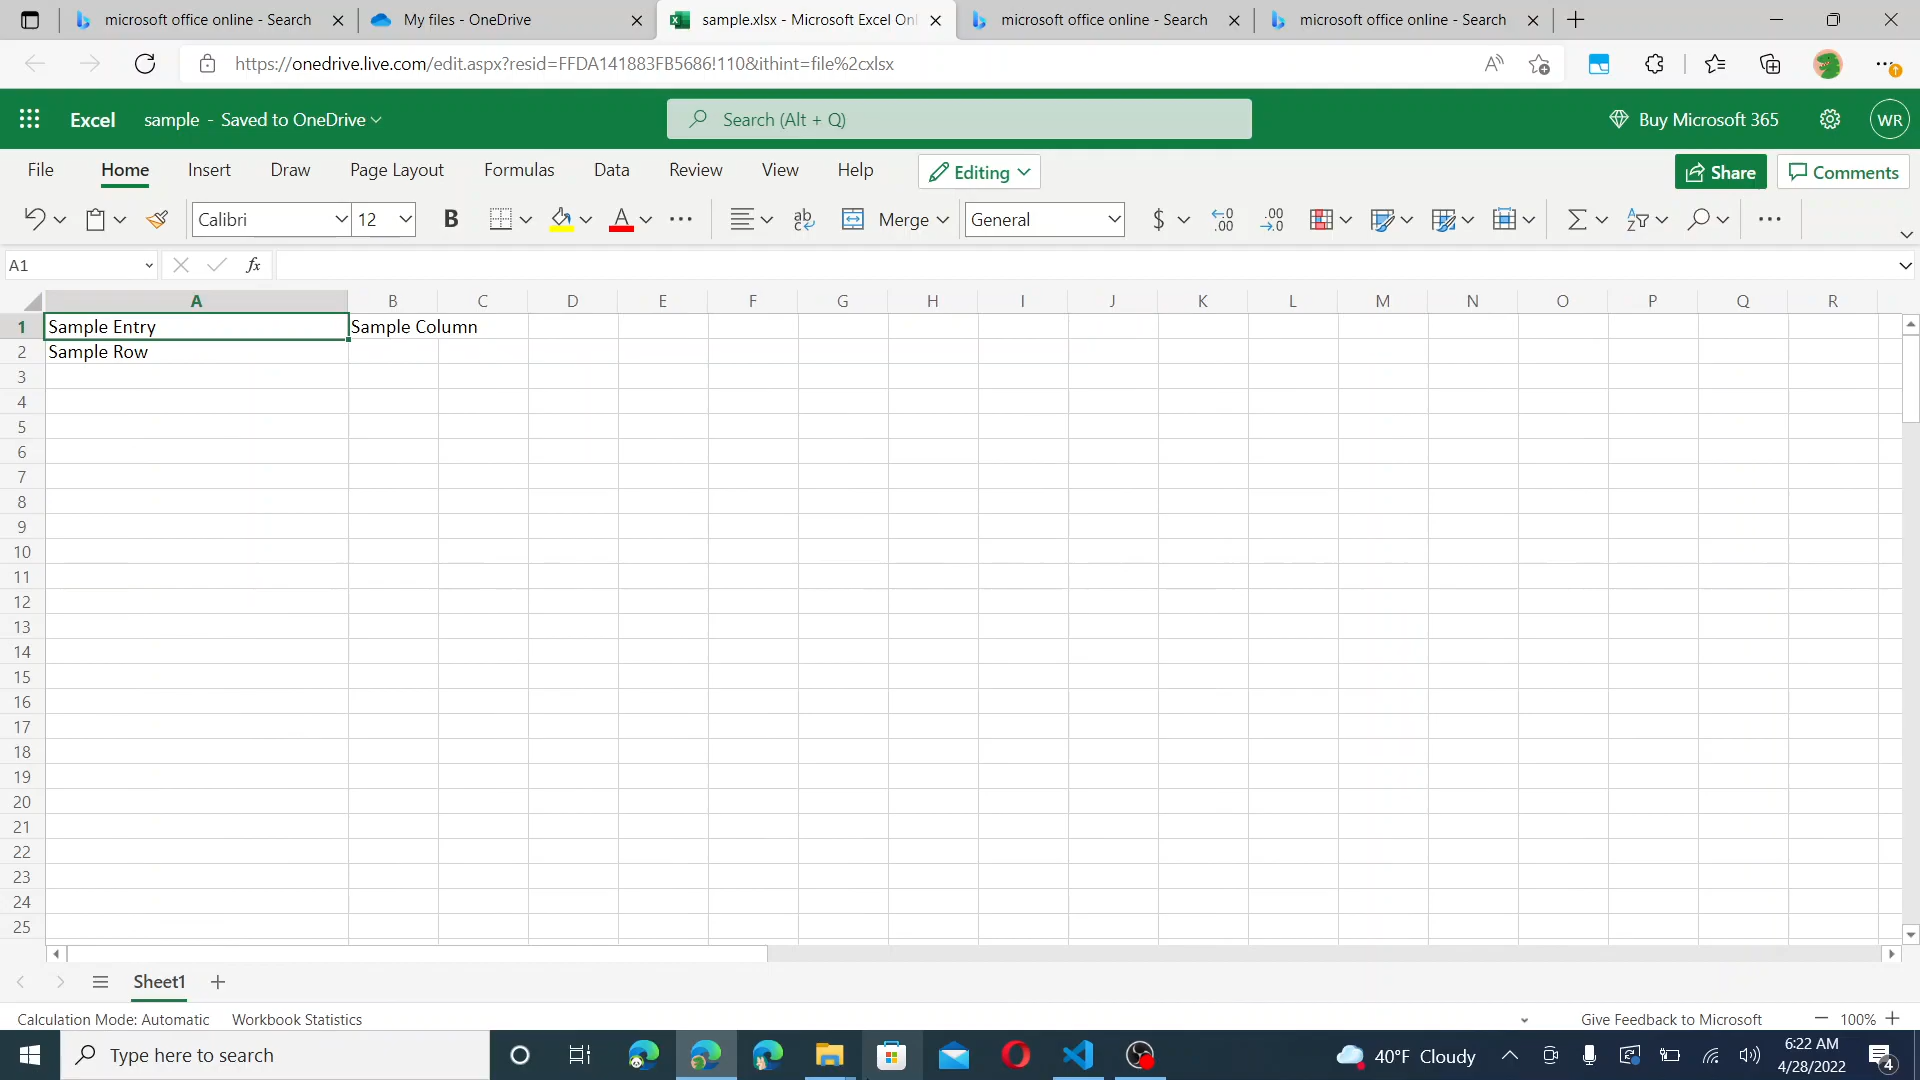 microsoft office online - Search
My files - OneDrive
sample.xlsx - Microsoft Excel Onl
microsoft office online - Search
microsoft office online - Search
https://onedrive.live.com/edit.aspx?resid=FFDA141883FB5686!110&ithint=file%2cxlsx
Excel sample - Saved to OneDrive
Search (Alt + Q)
Buy Microsoft 365
WR
File Home Insert Draw Page Layout Formulas Data Review View Help
Editing
Share
Comments
Calibri 12 B A ab Merge General $
A1 fx
A B C D E F G H I J K L M N O P Q R
1 Sample Entry Sample Column
2 Sample Row
3
4
5
6
7
8
9
10
11
12
13
14
15
16
17
18
19
20
21
22
23
24
25
Sheet1
Calculation Mode: Automatic Workbook Statistics
Give Feedback to Microsoft
100%
Type here to search
40°F Cloudy
6:22 AM
4/28/2022
4